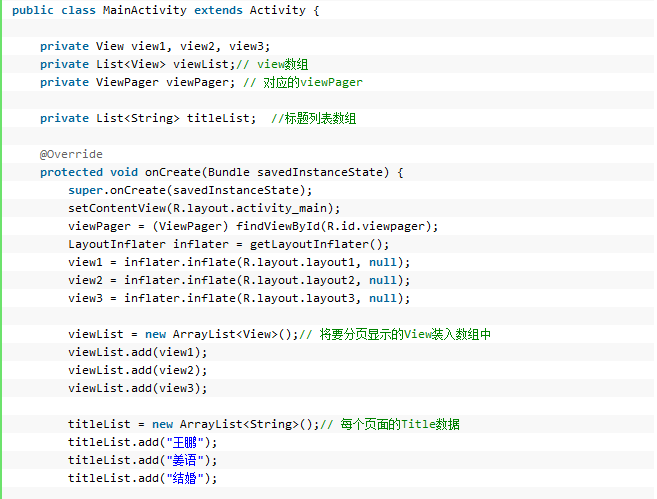 public class MainActivity extends Activity {
private View view1, view2, view3;
private List<View> viewList;// view数组
private ViewPager viewPager; // 对应的viewPager
private List<String> titleList;  //标题列表数组
@Override
protected void onCreate(Bundle savedInstanceState) {
super.onCreate(savedInstanceState);
setContentView(R.layout.activity_main);
viewPager = (ViewPager) findViewById(R.id.viewpager);
LayoutInflater inflater = getLayoutInflater();
view1 = inflater.inflate(R.layout.layout1, null);
view2 = inflater.inflate(R.layout.layout2, null);
view3 = inflater.inflate(R.layout.layout3, null);
viewList = new ArrayList<View>();// 将要分页显示的View装入数组中
viewList.add(view1);
viewList.add(view2);
viewList.add(view3);
titleList = new ArrayList<String>();// 每个页面的Title数据
titleList.add("王鹏");
titleList.add("姜语");
titleList.add("结婚");